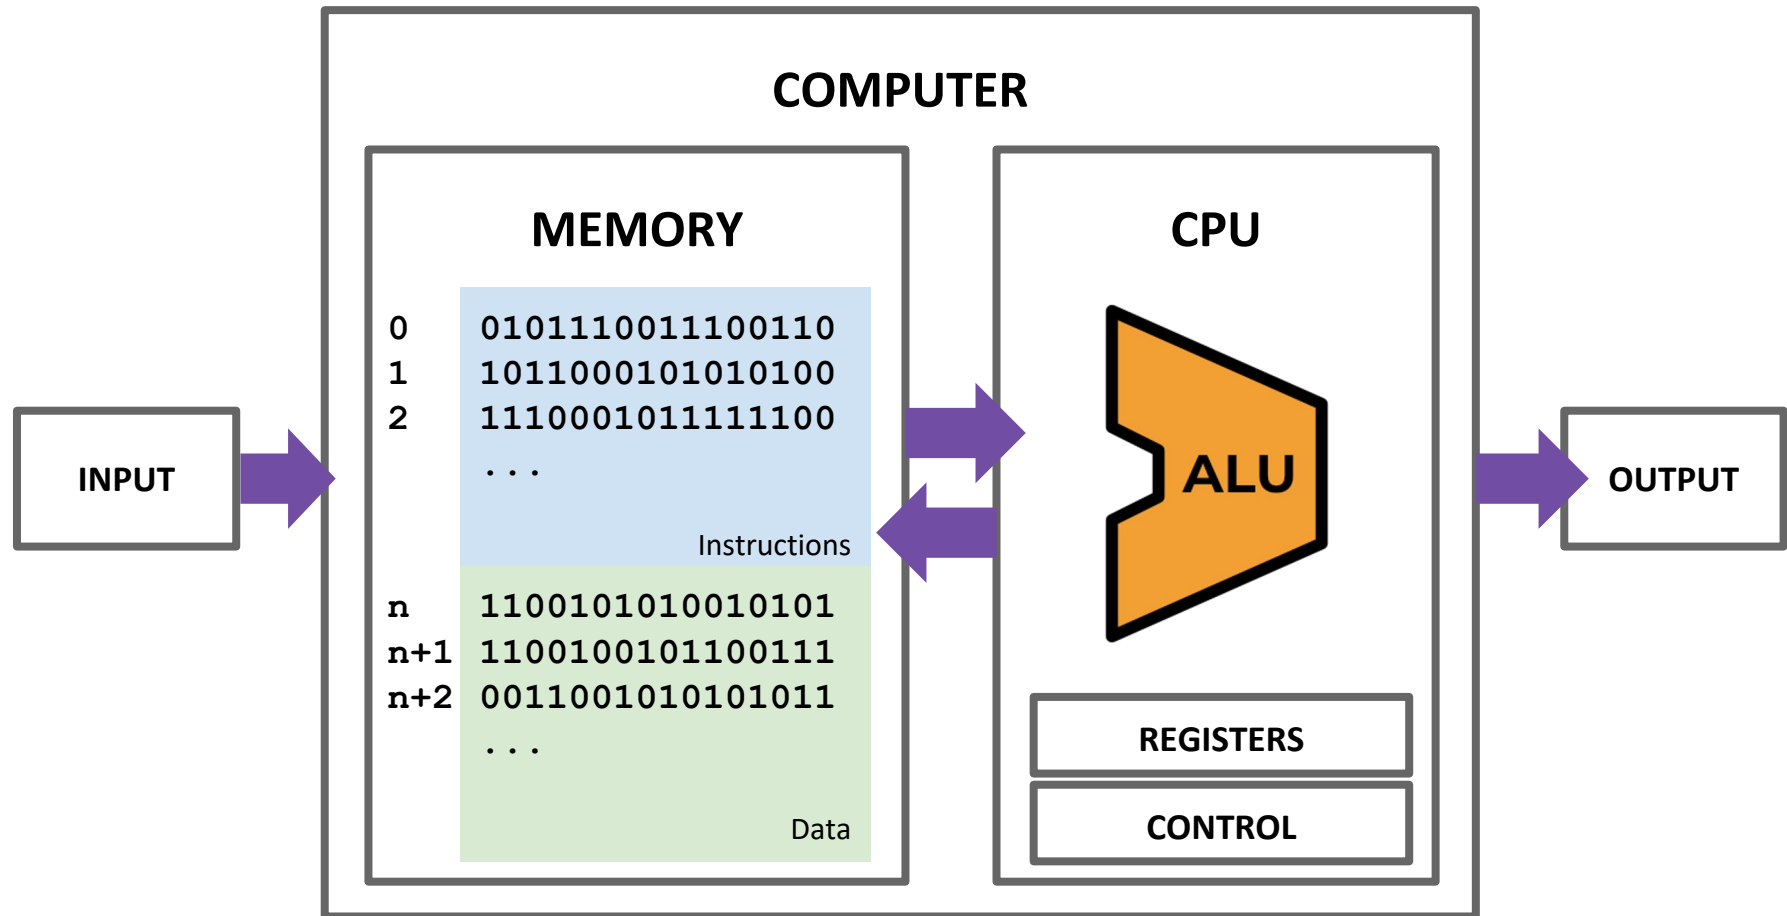 COMPUTER
MEMORY
CPU
0 0101110011100110
1 1011000101010100
2 1110001011111100
...
Instructions
n 1100101010010101
n+1 1100100101100111
n+2 0011001010101011
...
Data
ALU
REGISTERS
CONTROL
INPUT
OUTPUT